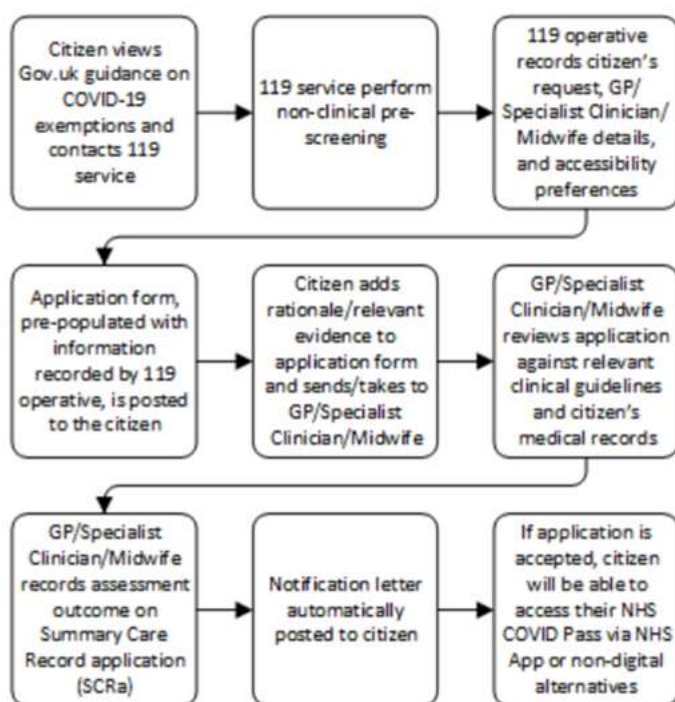 Citizen views
Gov.uk guidance on
COVID-19
exemptions and
contacts 119
service
119 service perform
non-clinical pre-
screening
119 operative
records citizen's
request, GP/
Specialist Clinician/
Midwife details,
and accessibility
preferences
Application form,
pre-populated with
information
recorded by 119
operative, is posted
to the citizen
Citizen adds
rationale/relevant
evidence to
application form
and sends/takes to
GP/Specialist
Clinician/Midwife
GP/Specialist
Clinician/Midwife
reviews application
against relevant
clinical guidelines
and citizen's
medical records
GP/Specialist
Clinician/Midwife
records assessment
outcome on
Summary Care
Record application
(SCRa)
Notification letter
automatically
posted to citizen
If application is
accepted, citizen
will be able to
access their NHS
COVID Pass via NHS
App or non-digital
alternatives